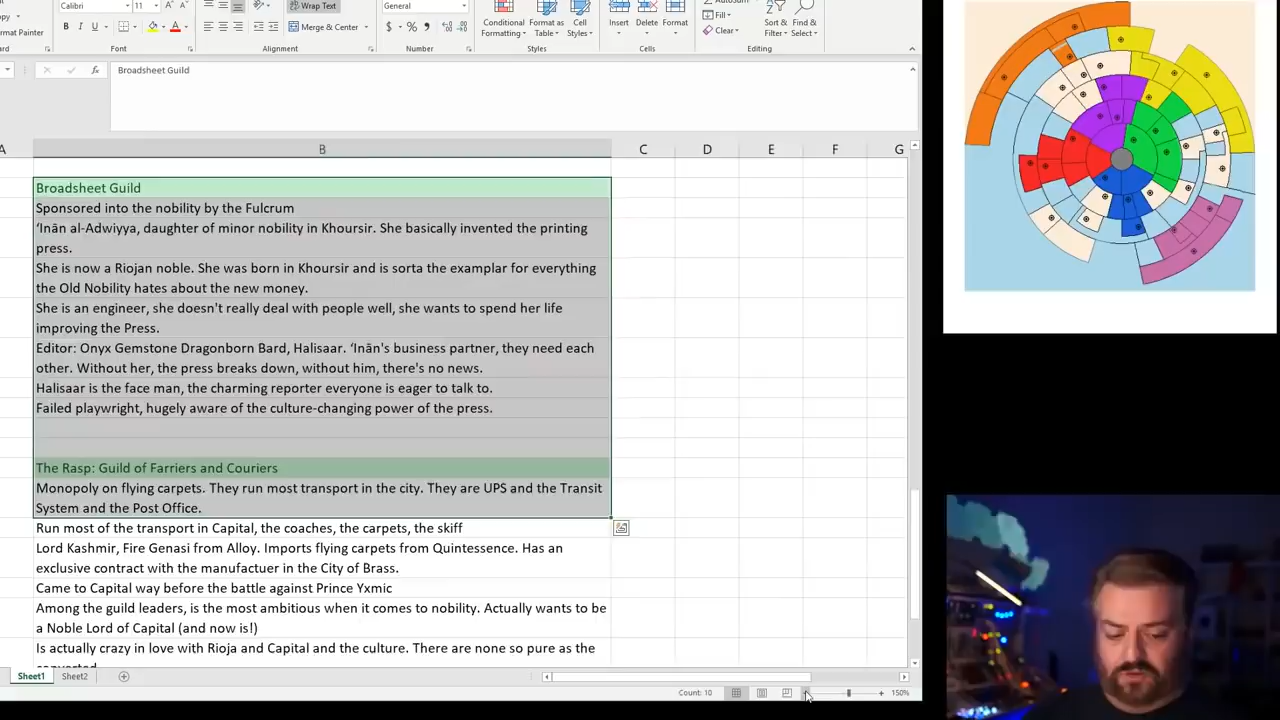 Calibri
11
Wrap Text
General
AutoSum
Format Painter
B I U
Merge & Center
$ % ,
Conditional
Formatting
Format as
Table
Cell
Styles
Insert
Delete
Format
Fill
Clear
Sort &
Filter
Find &
Select
Font
Alignment
Number
Styles
Cells
Editing
fx
Broadsheet Guild
A B C D E F G
Broadsheet Guild
Sponsored into the nobility by the Fulcrum
‘Inān al-Adwiyya, daughter of minor nobility in Khoursir. She basically invented the printing
press.
She is now a Riojan noble. She was born in Khoursir and is sorta the examplar for everything
the Old Nobility hates about the new money.
She is an engineer, she doesn't really deal with people well, she wants to spend her life
improving the Press.
Editor: Onyx Gemstone Dragonborn Bard, Halisaar. ‘Inān's business partner, they need each
other. Without her, the press breaks down, without him, there's no news.
Halisaar is the face man, the charming reporter everyone is eager to talk to.
Failed playwright, hugely aware of the culture-changing power of the press.
The Rasp: Guild of Farriers and Couriers
Monopoly on flying carpets. They run most transport in the city. They are UPS and the Transit
System and the Post Office.
Run most of the transport in Capital, the coaches, the carpets, the skiff
Lord Kashmir, Fire Genasi from Alloy. Imports flying carpets from Quintessence. Has an
exclusive contract with the manufactuer in the City of Brass.
Came to Capital way before the battle against Prince Yxmic
Among the guild leaders, is the most ambitious when it comes to nobility. Actually wants to be
a Noble Lord of Capital (and now is!)
Is actually crazy in love with Rioja and Capital and the culture. There are none so pure as the
converted
Sheet1
Sheet2
Count: 10
150%